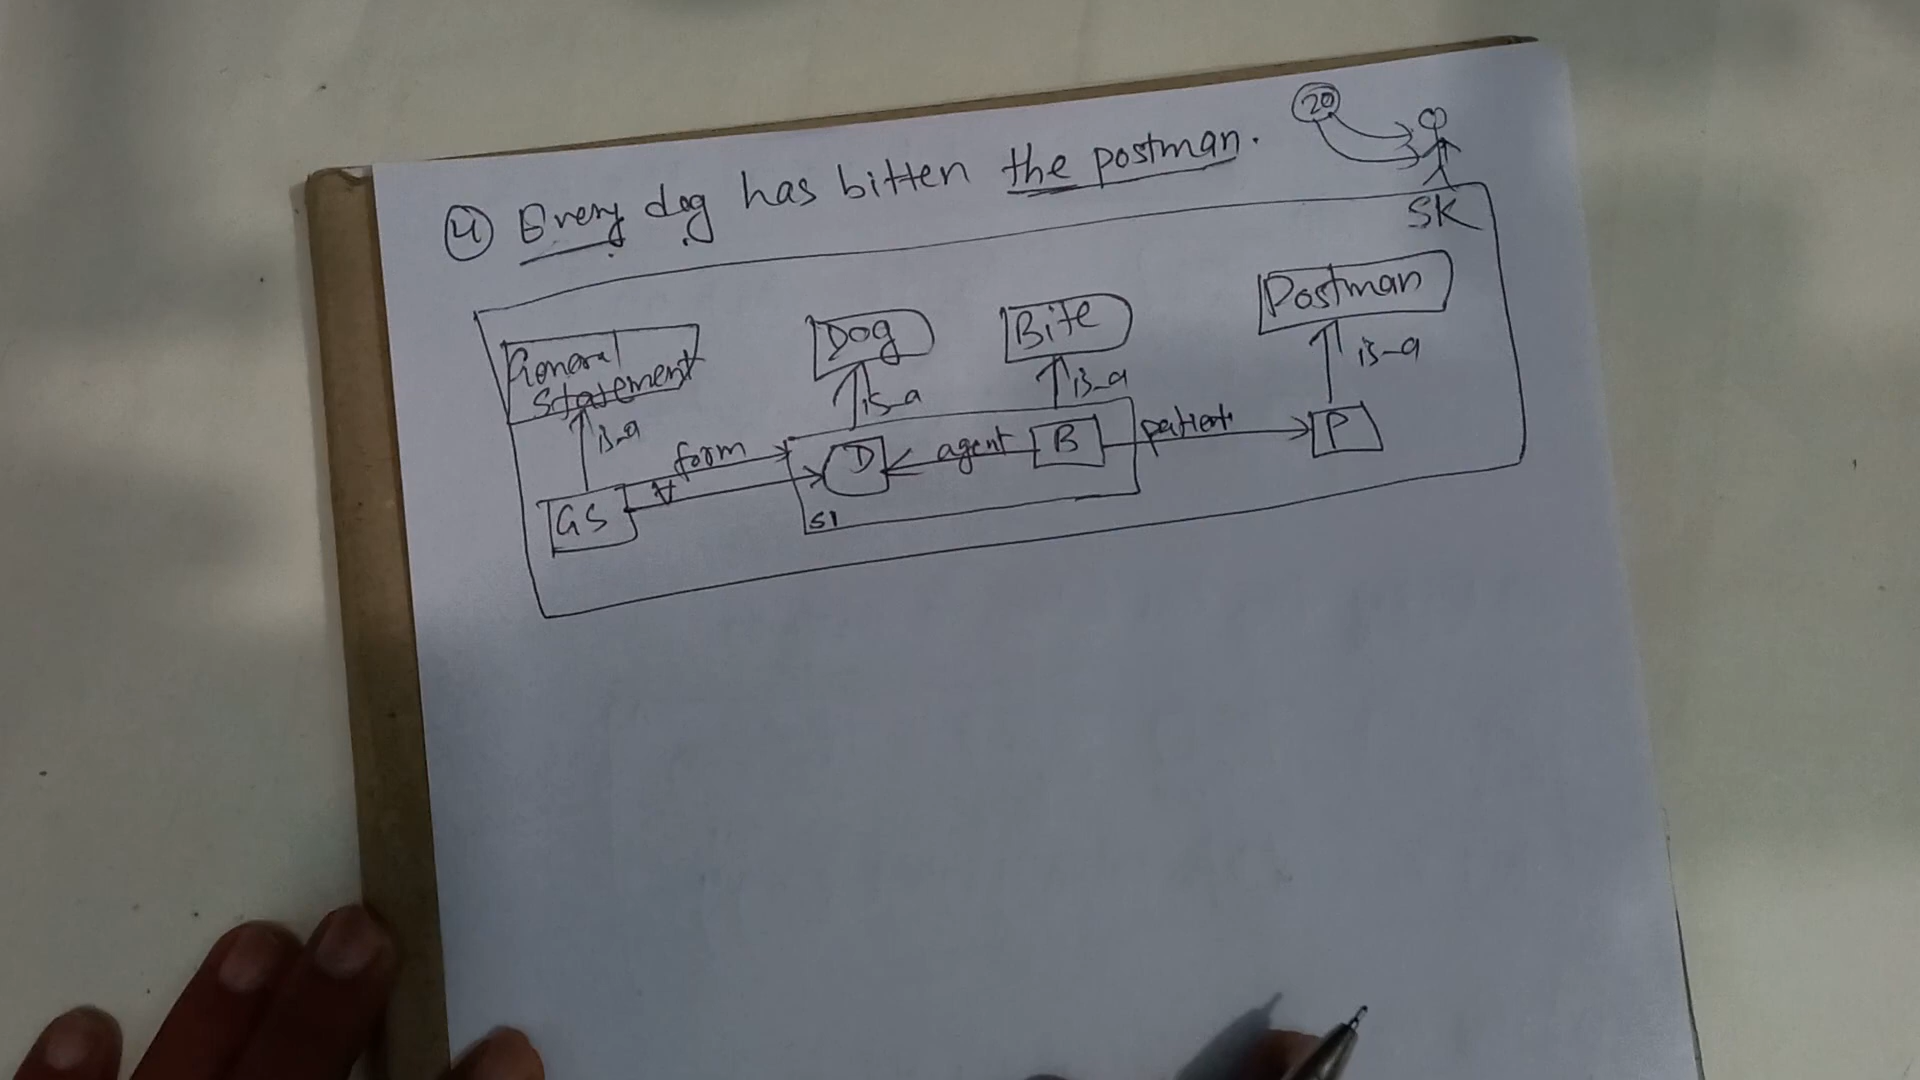 ④ Every dog has bitten the postman.
20
SK
General
Statement
Dog
Bite
Postman
is-a
is-a
is-a
is-a
form
∀
GS
D
agent
B
patient
P
S1